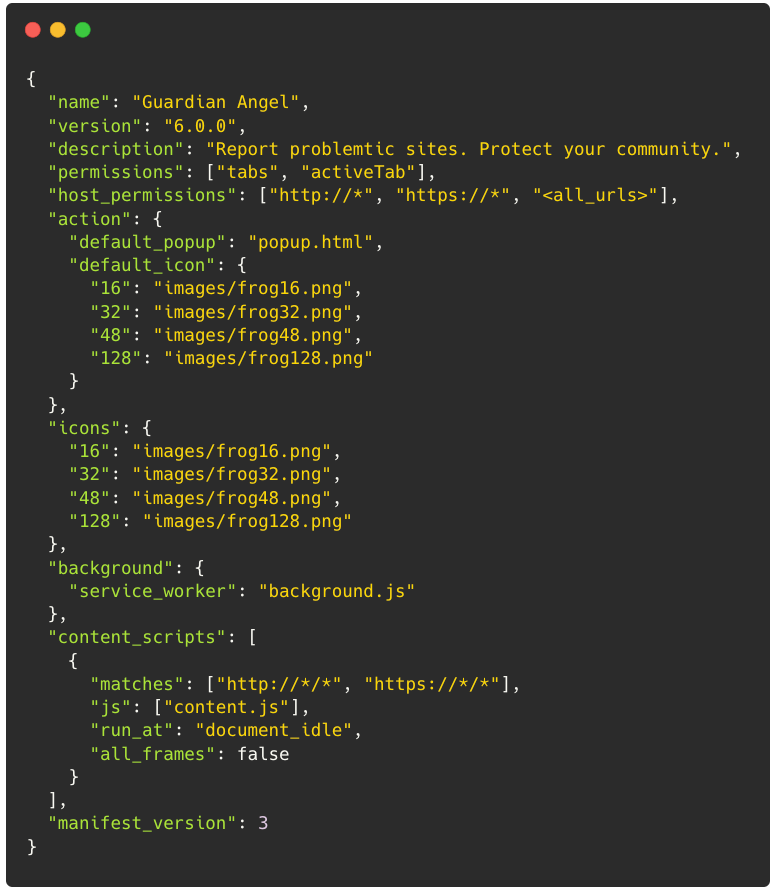 {
  "name": "Guardian Angel",
  "version": "6.0.0",
  "description": "Report problemtic sites. Protect your community.",
  "permissions": ["tabs", "activeTab"],
  "host_permissions": ["http://*", "https://*", "<all_urls>"],
  "action": {
    "default_popup": "popup.html",
    "default_icon": {
      "16": "images/frog16.png",
      "32": "images/frog32.png",
      "48": "images/frog48.png",
      "128": "images/frog128.png"
    }
  },
  "icons": {
    "16": "images/frog16.png",
    "32": "images/frog32.png",
    "48": "images/frog48.png",
    "128": "images/frog128.png"
  },
  "background": {
    "service_worker": "background.js"
  },
  "content_scripts": [
    {
      "matches": ["http://*/*", "https://*/*"],
      "js": ["content.js"],
      "run_at": "document_idle",
      "all_frames": false
    }
  ],
  "manifest_version": 3
}